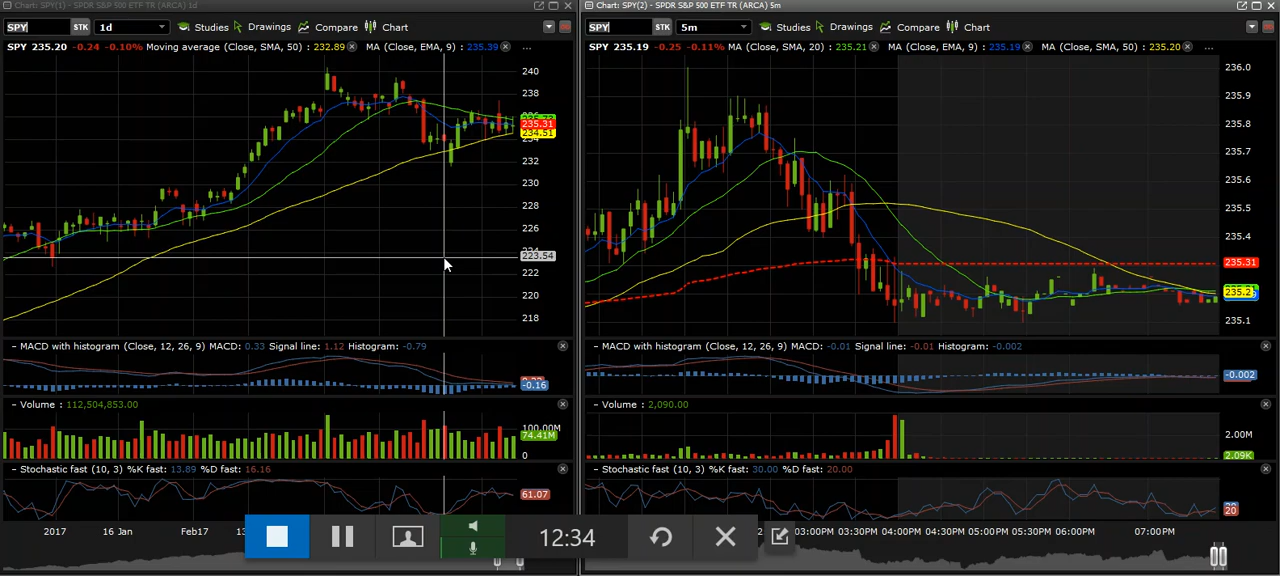 Chart: SPY(1) - SPDR S&P 500 ETF TR (ARCA) 1d
SPY STK 1d Studies Drawings Compare Chart
SPY 235.20 -0.24 -0.10% Moving average (Close, SMA, 50) : 232.89 MA (Close, EMA, 9) : 235.39 ...
240
238
235.31
234.51
232
230
228
226
224
223.54
222
220
218
MACD with histogram (Close, 12, 26, 9) MACD: 0.33 Signal line: 1.12 Histogram: -0.79
-0.16
Volume : 112,504,853.00
100.00M
74.41M
0
Stochastic fast (10, 3) %K fast: 13.89 %D fast: 16.16
61.07
2017 16 Jan Feb17
Chart: SPY(2) - SPDR S&P 500 ETF TR (ARCA) 5m
SPY STK 5m Studies Drawings Compare Chart
SPY 235.19 -0.25 -0.11% MA (Close, SMA, 20) : 235.21 MA (Close, EMA, 9) : 235.19 MA (Close, SMA, 50) : 235.20 ...
236.0
235.9
235.8
235.7
235.6
235.5
235.4
235.31
235.2
235.1
MACD with histogram (Close, 12, 26, 9) MACD: -0.01 Signal line: -0.01 Histogram: -0.002
-0.002
Volume : 2,090.00
2.00M
2.09K
Stochastic fast (10, 3) %K fast: 30.00 %D fast: 20.00
20
03:00PM 03:30PM 04:00PM 04:30PM 05:00PM 05:30PM 06:00PM 07:00PM
12:34